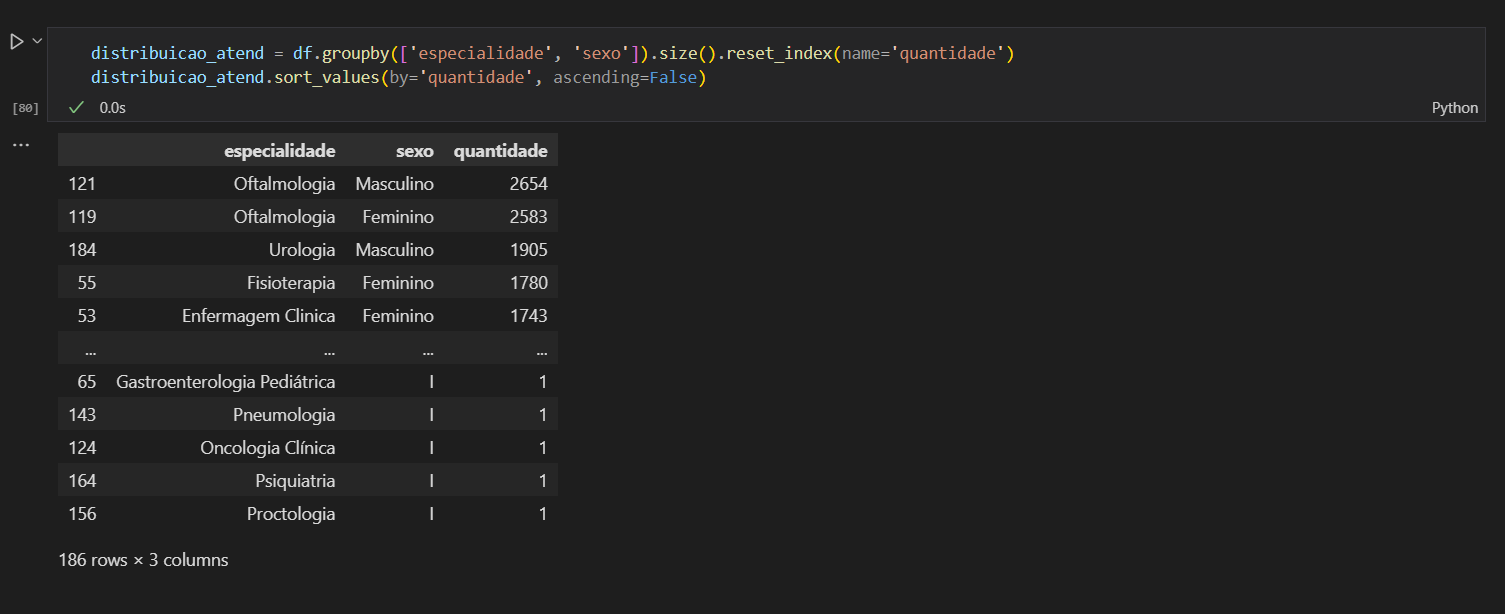 distribuicao_atend = df.groupby(['especialidade', 'sexo']).size().reset_index(name='quantidade')
distribuicao_atend.sort_values(by='quantidade', ascending=False)
[80] 0.0s Python
...
especialidade sexo quantidade
121 Oftalmologia Masculino 2654
119 Oftalmologia Feminino 2583
184 Urologia Masculino 1905
55 Fisioterapia Feminino 1780
53 Enfermagem Clinica Feminino 1743
... ... ... ...
65 Gastroenterologia Pediátrica I 1
143 Pneumologia I 1
124 Oncologia Clínica I 1
164 Psiquiatria I 1
156 Proctologia I 1
186 rows × 3 columns